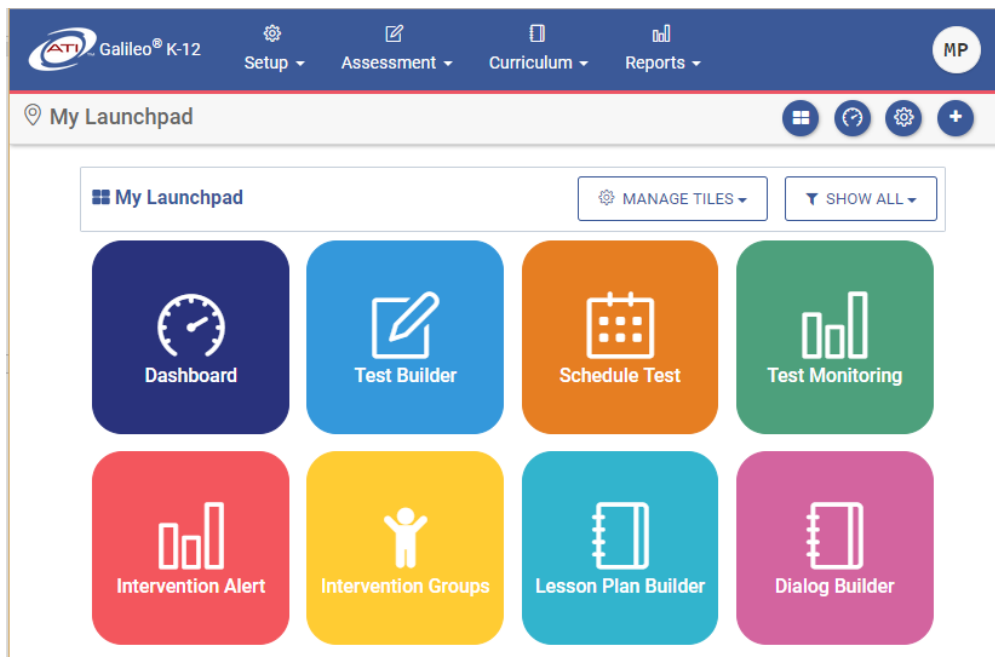 ATI Galileo® K-12
Setup
Assessment
Curriculum
Reports
MP
My Launchpad
My Launchpad
MANAGE TILES
SHOW ALL
Dashboard
Test Builder
Schedule Test
Test Monitoring
Intervention Alert
Intervention Groups
Lesson Plan Builder
Dialog Builder